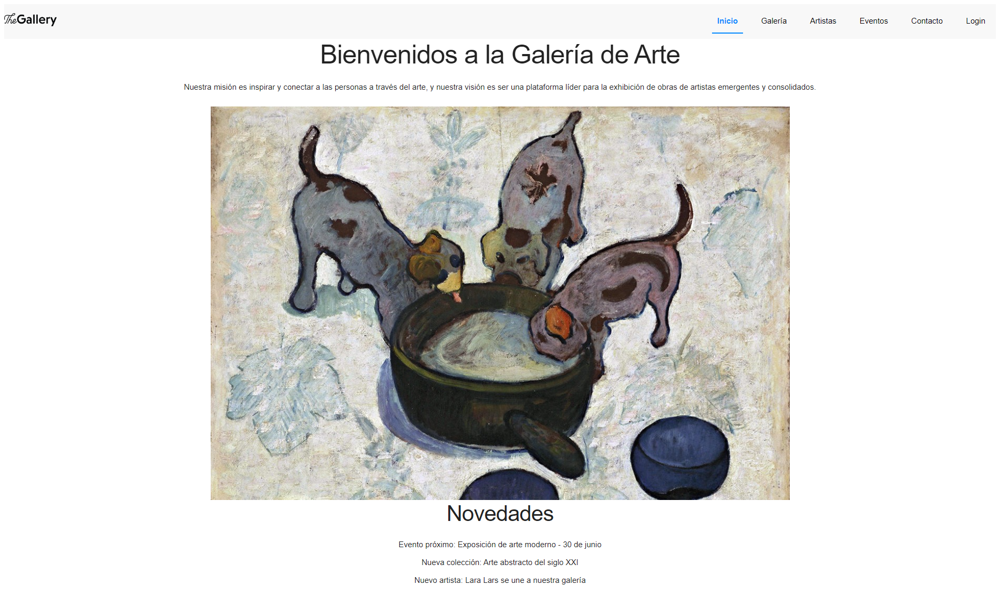 TheGallery
Inicio Galería Artistas Eventos Contacto Login
Bienvenidos a la Galería de Arte
Nuestra misión es inspirar y conectar a las personas a través del arte, y nuestra visión es ser una plataforma líder para la exhibición de obras de artistas emergentes y consolidados.
Novedades
Evento próximo: Exposición de arte moderno - 30 de junio
Nueva colección: Arte abstracto del siglo XXI
Nuevo artista: Lara Lars se une a nuestra galería